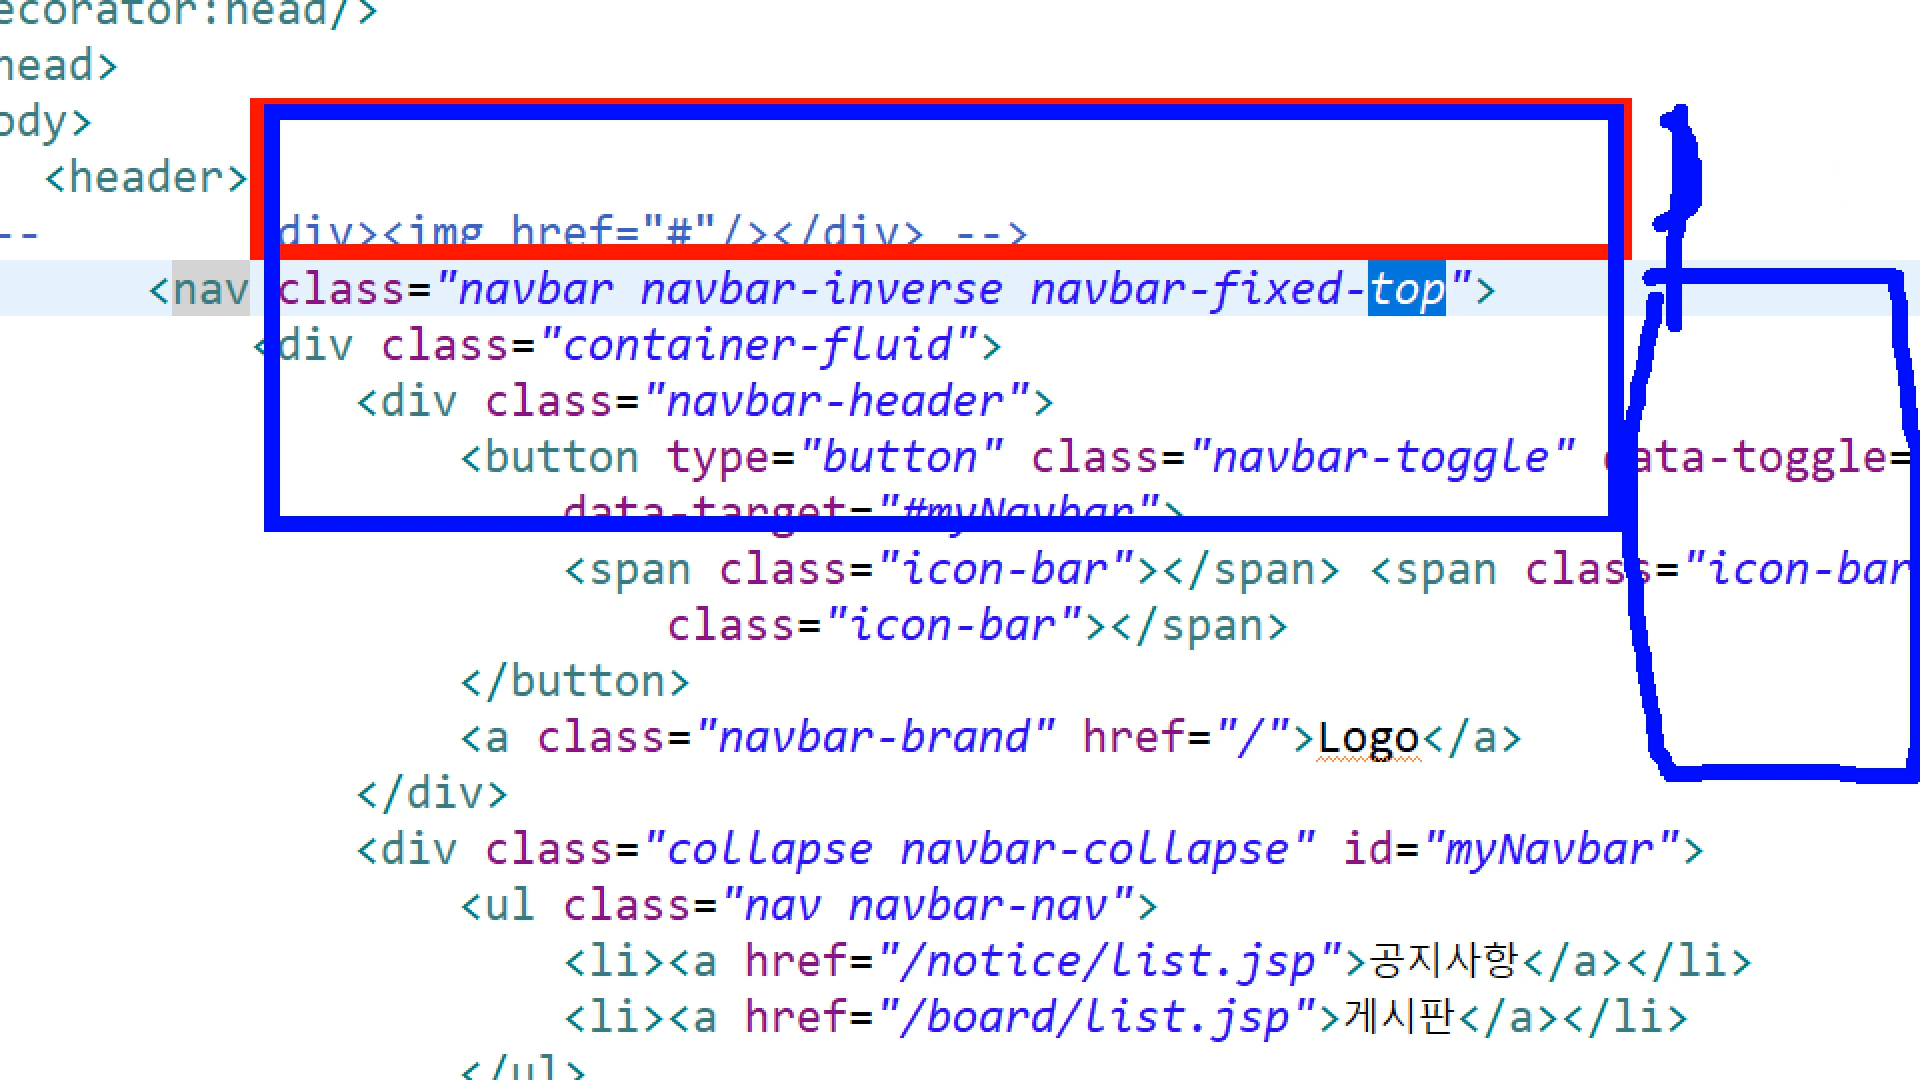 ecorator:head/>
head>
ody>
<header>
-- div><img href="#"/></div> -->
<nav class="navbar navbar-inverse navbar-fixed-top">
<div class="container-fluid">
<div class="navbar-header">
<button type="button" class="navbar-toggle" data-toggle=
data-target="#myNavbar">
<span class="icon-bar"></span> <span class="icon-bar
class="icon-bar"></span>
</button>
<a class="navbar-brand" href="/">Logo</a>
</div>
<div class="collapse navbar-collapse" id="myNavbar">
<ul class="nav navbar-nav">
<li><a href="/notice/list.jsp">공지사항</a></li>
<li><a href="/board/list.jsp">게시판</a></li>
</ul>